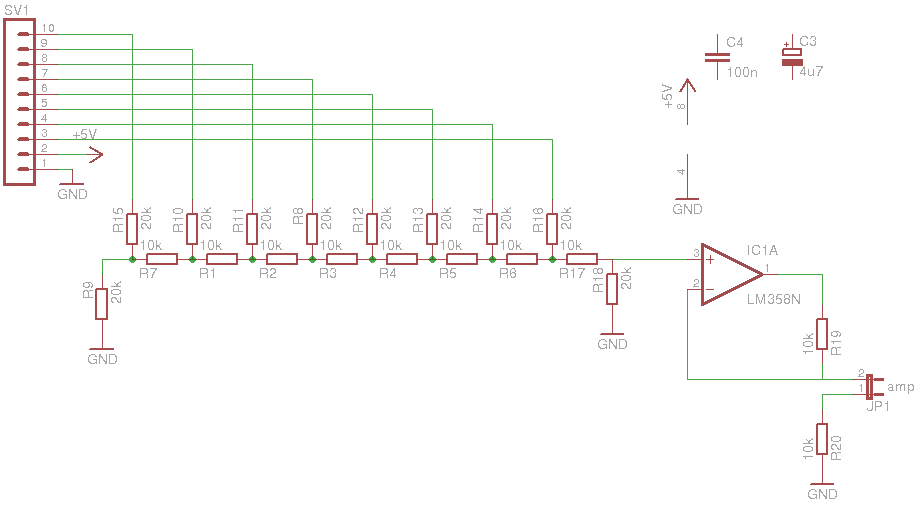 SV1
10
9
8
7
6
5
4
3
2
1
+5V
GND
C4
100n
C3
+
4u7
+5V
8
4
GND
R15
20k
R10
20k
R11
20k
R8
20k
R12
20k
R13
20k
R14
20k
R16
20k
10k
10k
10k
10k
10k
10k
10k
10k
R7
R1
R2
R3
R4
R5
R6
R17
R9
20k
GND
R18
20k
GND
3
+
2
−
1
IC1A
LM358N
10k
R19
2
1
amp
JP1
10k
R20
GND